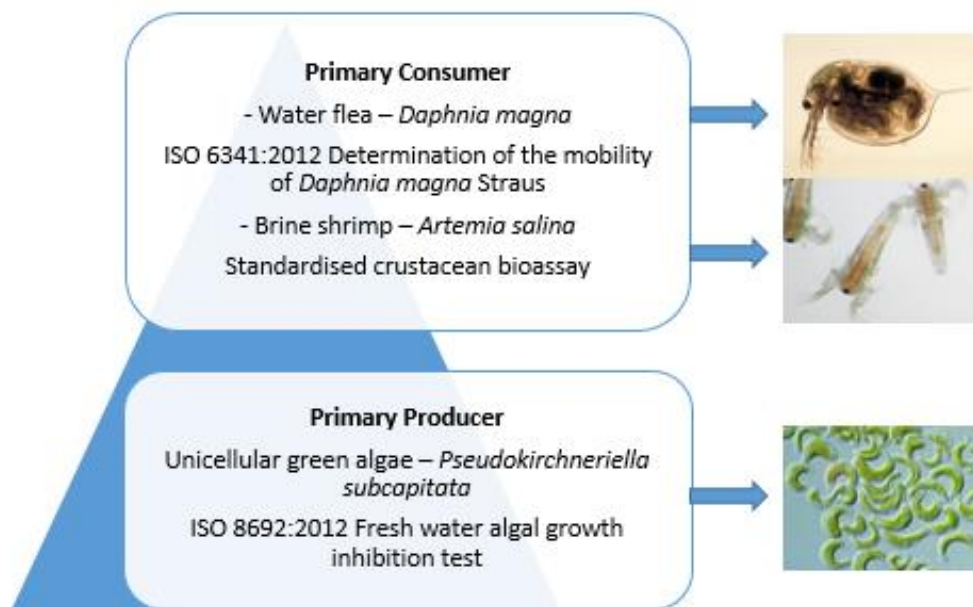 Primary Consumer
- Water flea – Daphnia magna
ISO 6341:2012 Determination of the mobility
of Daphnia magna Straus
- Brine shrimp – Artemia salina
Standardised crustacean bioassay
Primary Producer
Unicellular green algae – Pseudokirchneriella
subcapitata
ISO 8692:2012 Fresh water algal growth
inhibition test